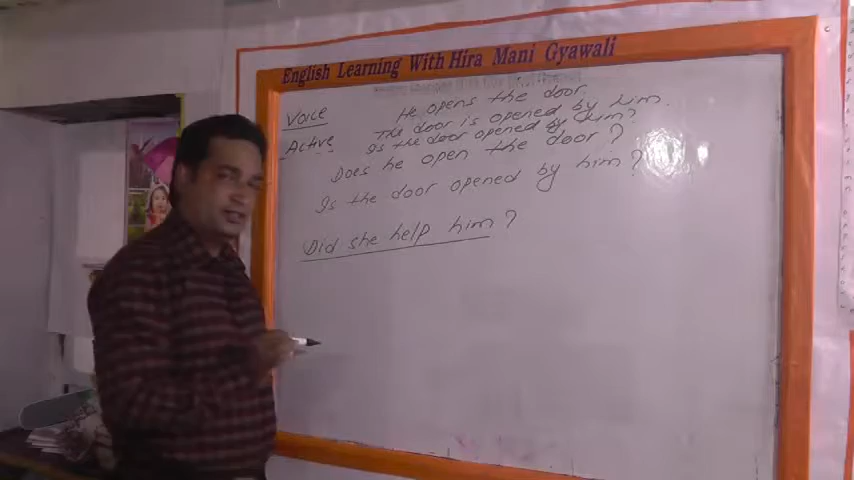 English Learning With Hira Mani Gyawali
Voice
He opens the door.
Active
The door is opened by him.
Is the door opened by him?
Does he open the door?
Is the door opened by him?
Did she help him?